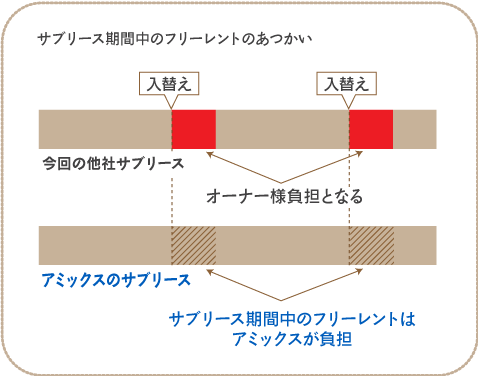 サブリース期間中のフリーレントのあつかい
入替え
入替え
今回の他社サブリース
オーナー様負担となる
アミックスのサブリース
サブリース期間中のフリーレントは
アミックスが負担